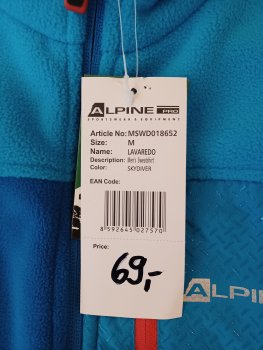 ALPINE PRO
SPORTSWEAR & EQUIPMENT
Article No: MSWD018652
Size: M
Name: LAVAREDO
Description: Men's Sweatshirt
Color: SKYDIVER
EAN Code:
8 592645 027570
Price:
69,-
ALPINE